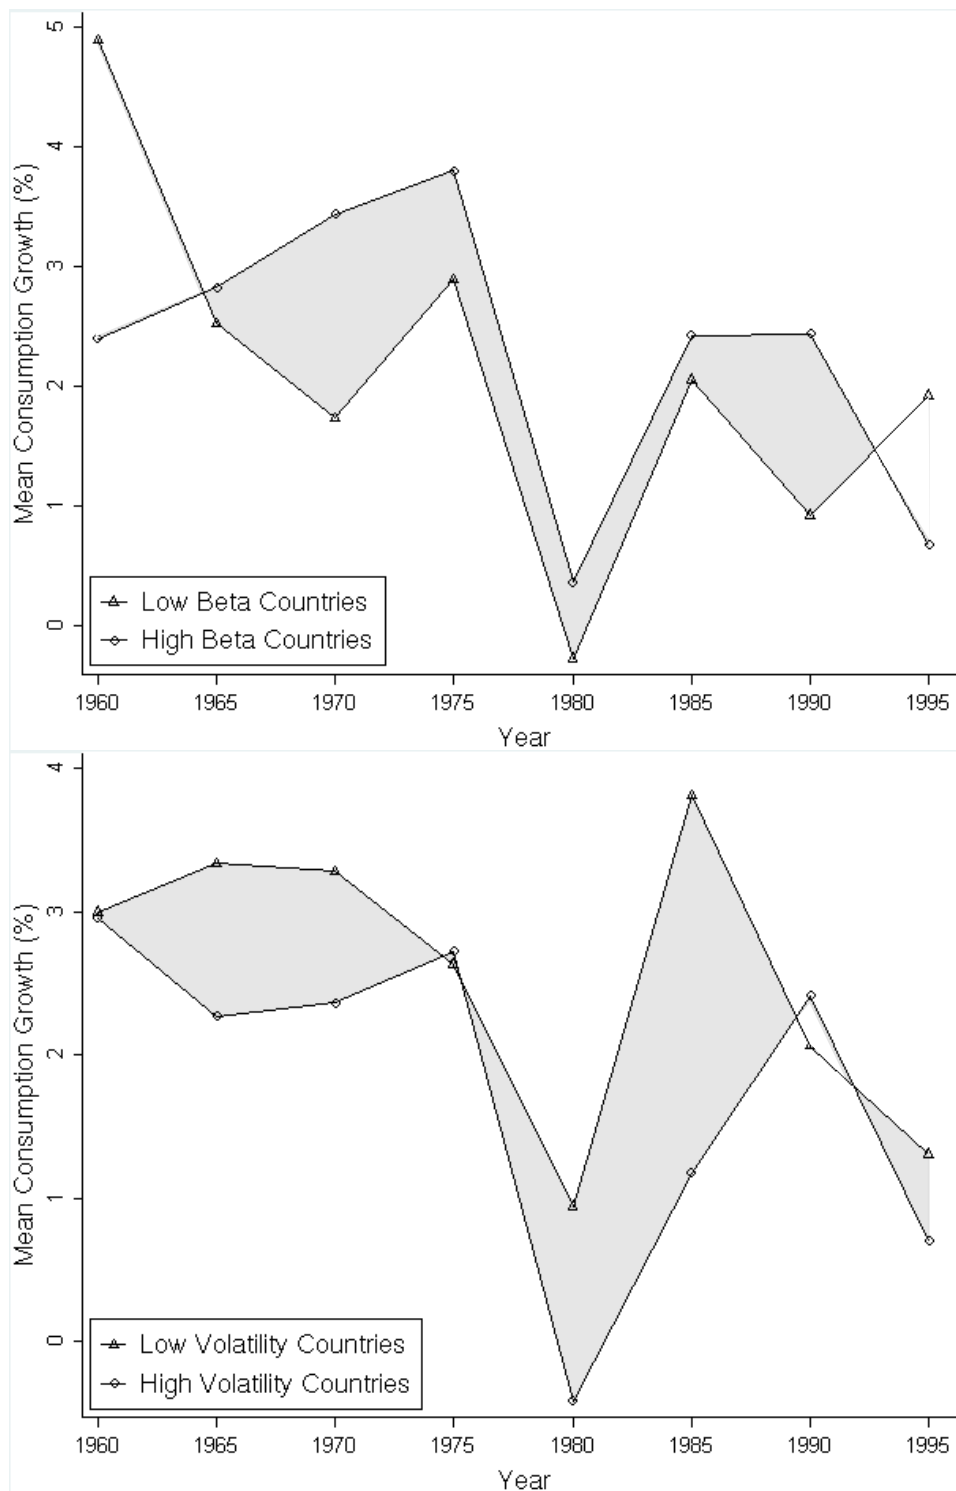 Mean Consumption Growth (%)
5
4
3
2
1
0
Low Beta Countries
High Beta Countries
1960 1965 1970 1975 1980 1985 1990 1995
Year
Mean Consumption Growth (%)
4
3
2
1
0
Low Volatility Countries
High Volatility Countries
1960 1965 1970 1975 1980 1985 1990 1995
Year